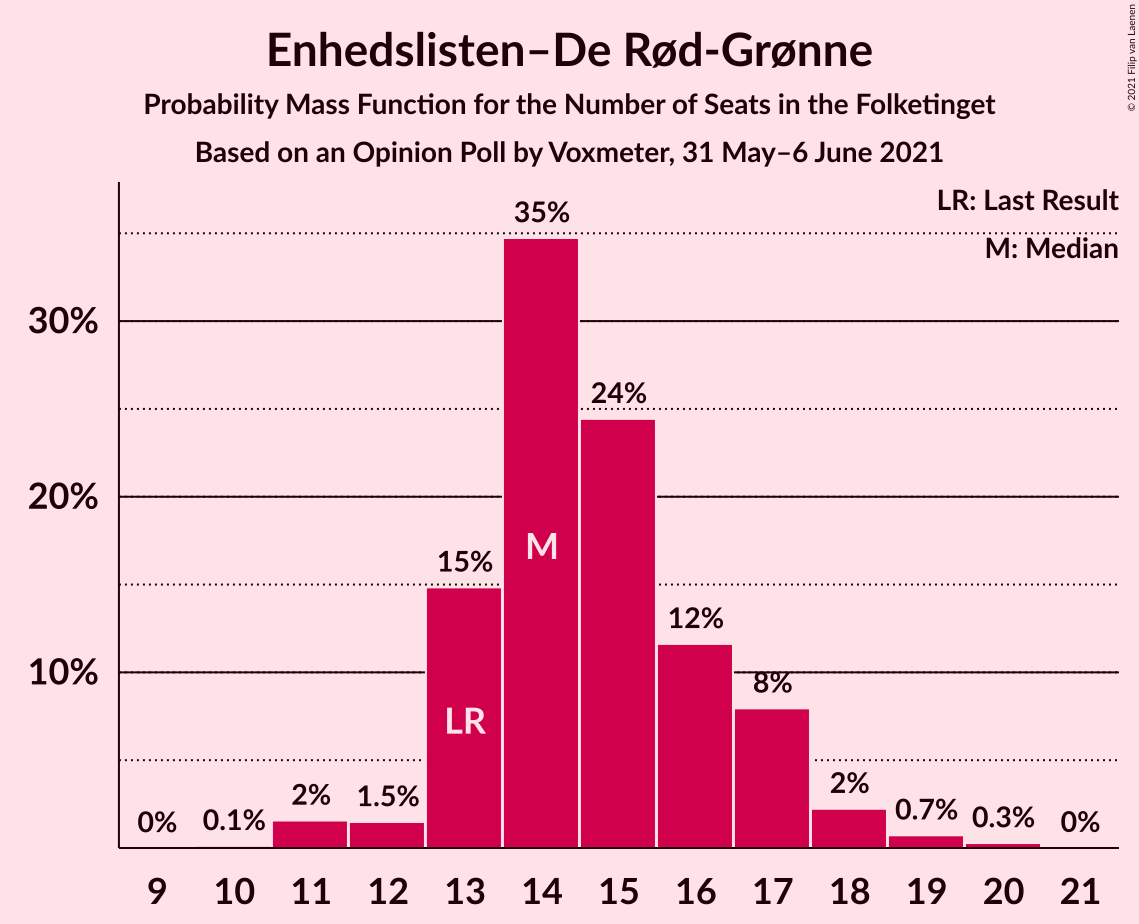 Enhedslisten–De Rød-Grønne
Probability Mass Function for the Number of Seats in the Folketinget
Based on an Opinion Poll by Voxmeter, 31 May–6 June 2021
© 2021 Filip van Laenen
LR: Last Result
M: Median
35%
30%
24%
20%
M
15%
12%
10%
8%
LR
0%
0.1%
2%
1.5%
2%
0.7%
0.3%
0%
9 10 11 12 13 14 15 16 17 18 19 20 21